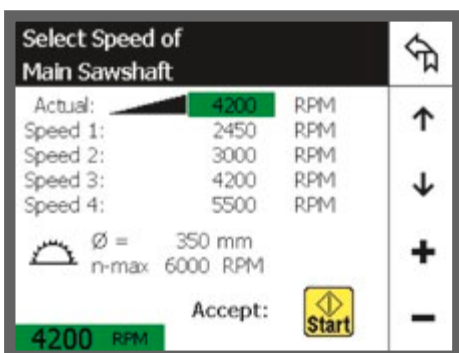 Select Speed of
Main Sawshaft
Actual: 4200 RPM
Speed 1: 2450 RPM
Speed 2: 3000 RPM
Speed 3: 4200 RPM
Speed 4: 5500 RPM
Ø = 350 mm
n-max 6000 RPM
Accept: Start
4200 RPM